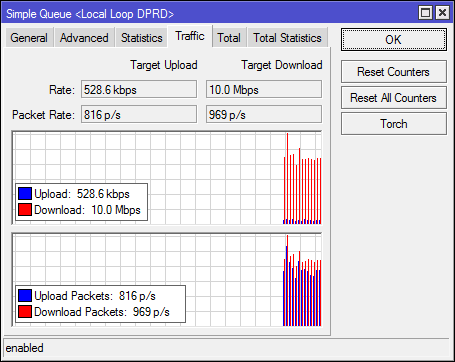 Simple Queue <Local Loop DPRD>
General Advanced Statistics Traffic Total Total Statistics
OK
Target Upload Target Download
Reset Counters
Rate: 528.6 kbps 10.0 Mbps
Reset All Counters
Packet Rate: 816 p/s 969 p/s
Torch
Upload: 528.6 kbps
Download: 10.0 Mbps
Upload Packets: 816 p/s
Download Packets: 969 p/s
enabled